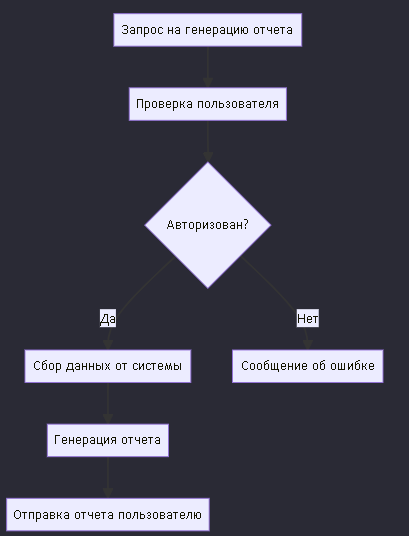 Запрос на генерацию отчета
Проверка пользователя
Авторизован?
Да
Нет
Сбор данных от системы
Сообщение об ошибке
Генерация отчета
Отправка отчета пользователю